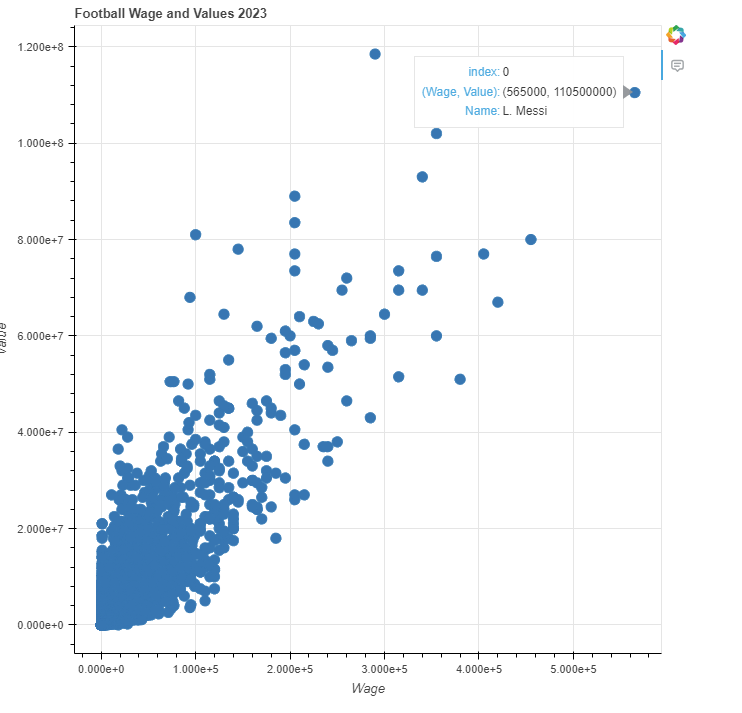 Football Wage and Values 2023
1.200e+8
index: 0
(Wage, Value): (565000, 110500000)
Name: L. Messi
1.000e+8
8.000e+7
6.000e+7
Value
4.000e+7
2.000e+7
0.000e+0
0.000e+0 1.000e+5 2.000e+5 3.000e+5 4.000e+5 5.000e+5
Wage